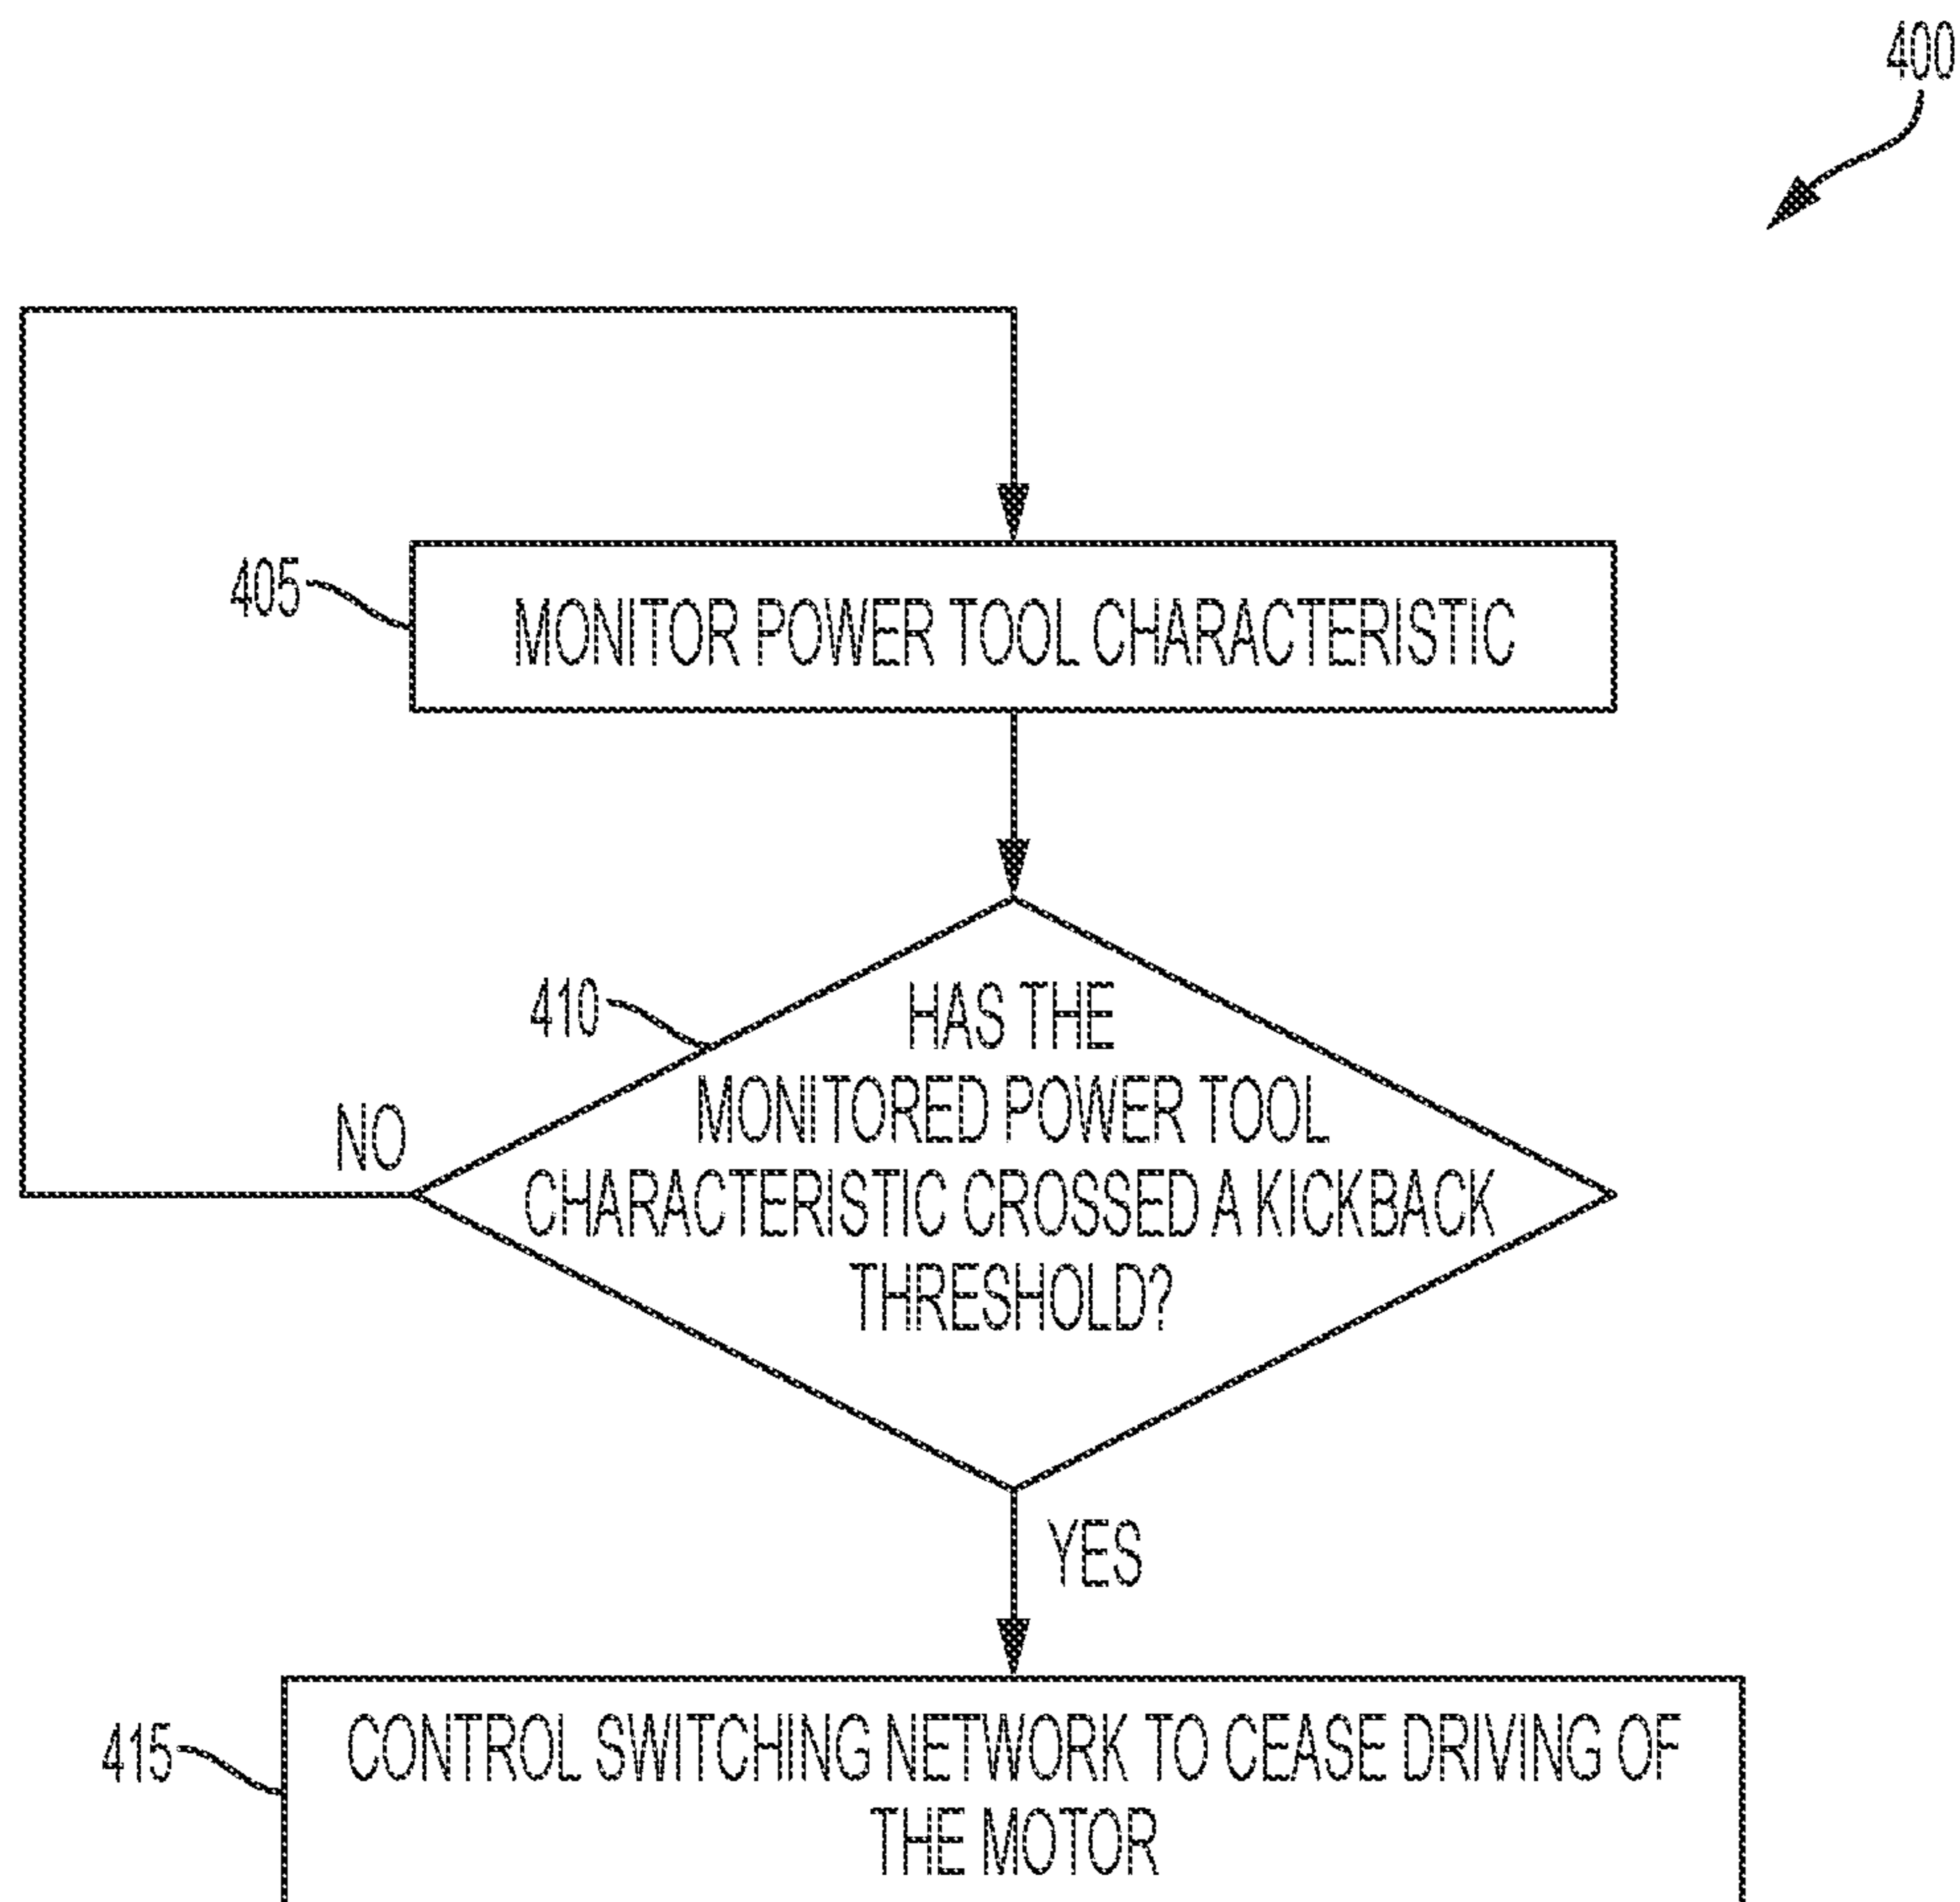 400
405
MONITOR POWER TOOL CHARACTERISTIC
410
HAS THE
MONITORED POWER TOOL
CHARACTERISTIC CROSSED A KICKBACK
THRESHOLD?
NO
YES
415
CONTROL SWITCHING NETWORK TO CEASE DRIVING OF
THE MOTOR